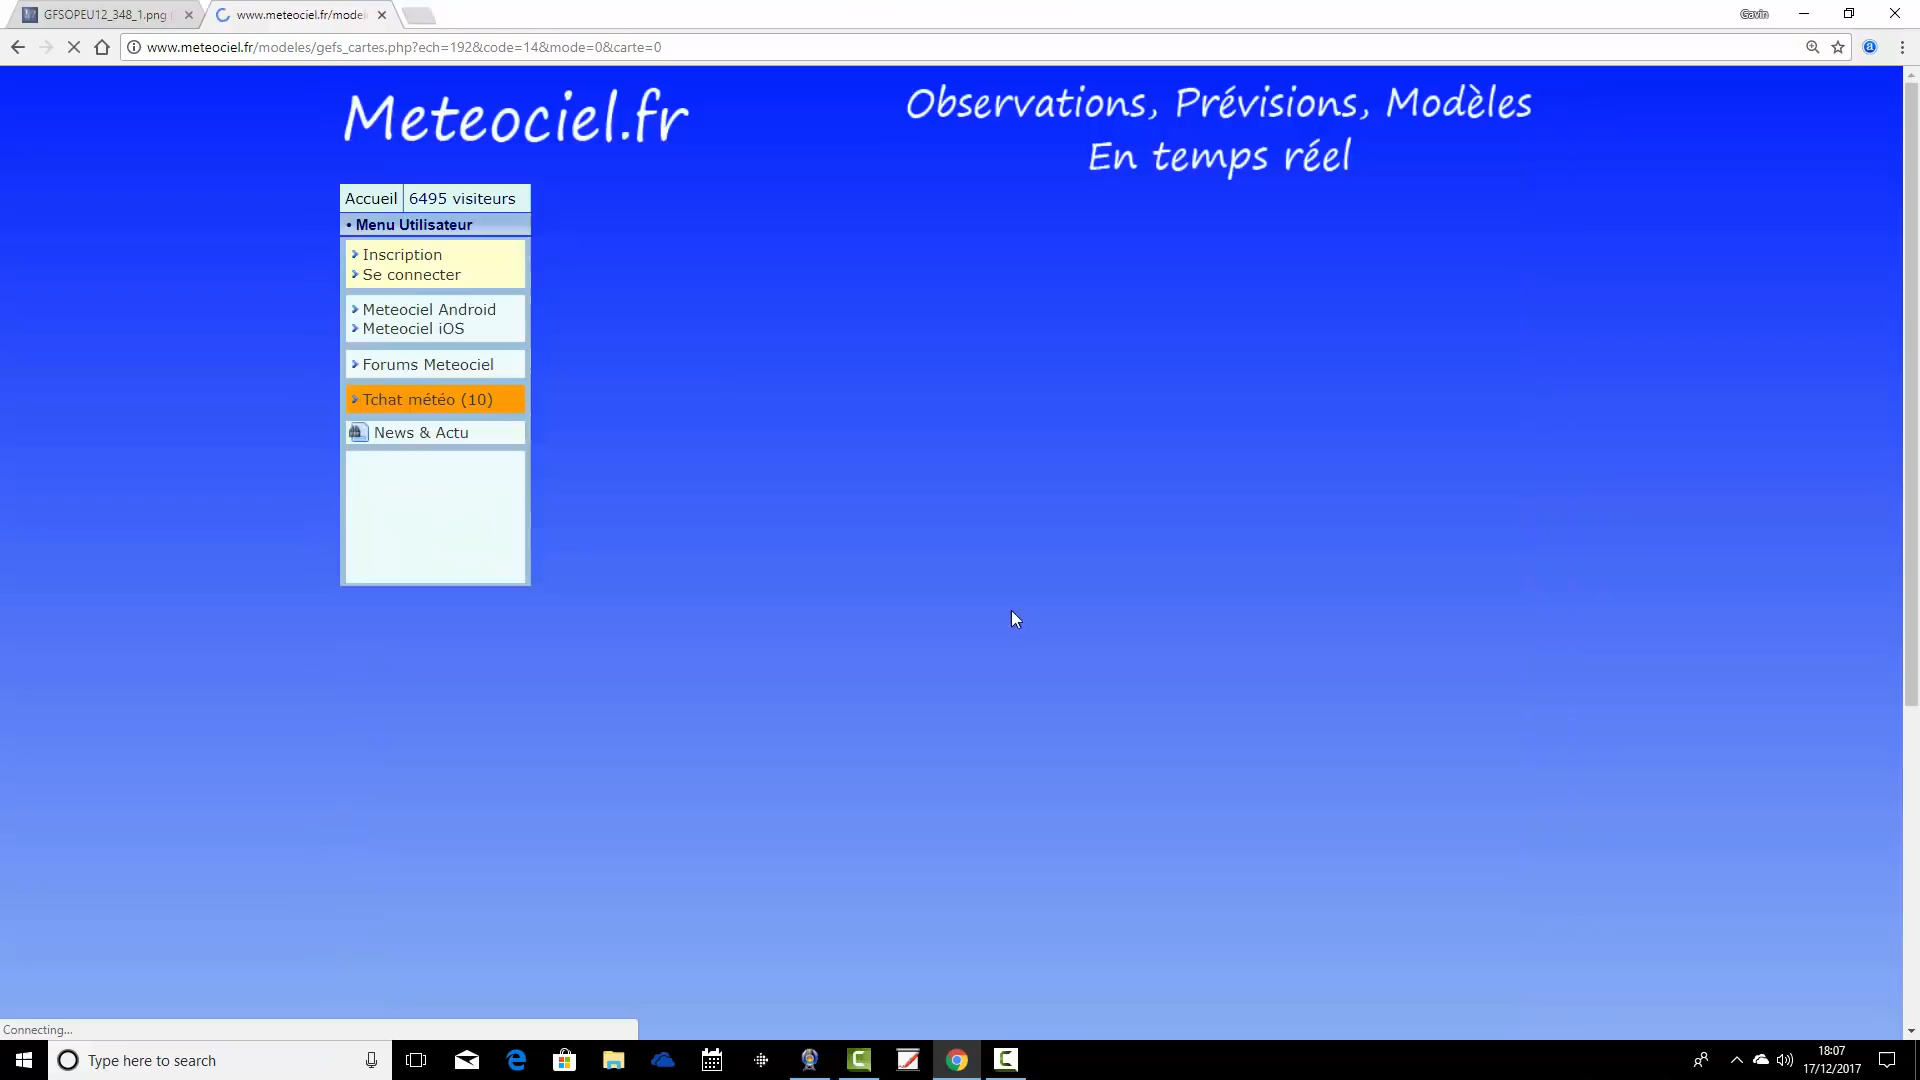 GFSOPEU12_348_1.png
www.meteociel.fr/mode
Gavin
www.meteociel.fr/modeles/gefs_cartes.php?ech=192&code=14&mode=0&carte=0
Meteociel.fr
Observations, Prévisions, Modèles
En temps réel
Accueil
6495 visiteurs
• Menu Utilisateur
Inscription
Se connecter
Meteociel Android
Meteociel iOS
Forums Meteociel
Tchat météo (10)
News & Actu
Connecting...
Type here to search
18:07
17/12/2017